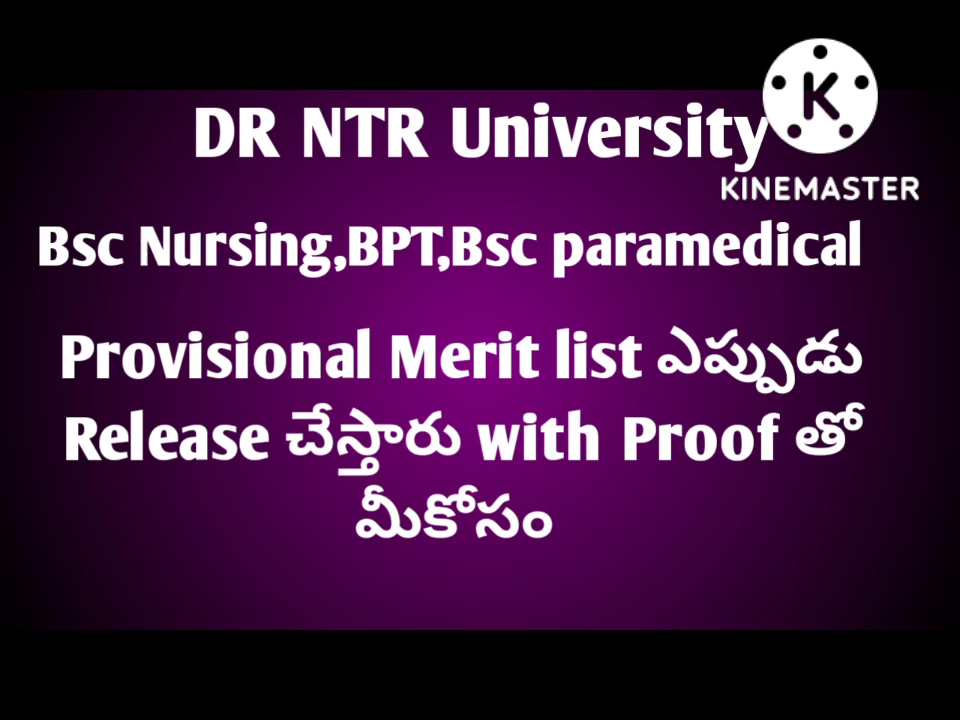 DR NTR University
K
KINEMASTER
Bsc Nursing,BPT,Bsc paramedical
Provisional Merit list ఎప్పుడు
Release చేస్తారు with Proof తో
మీకోసం